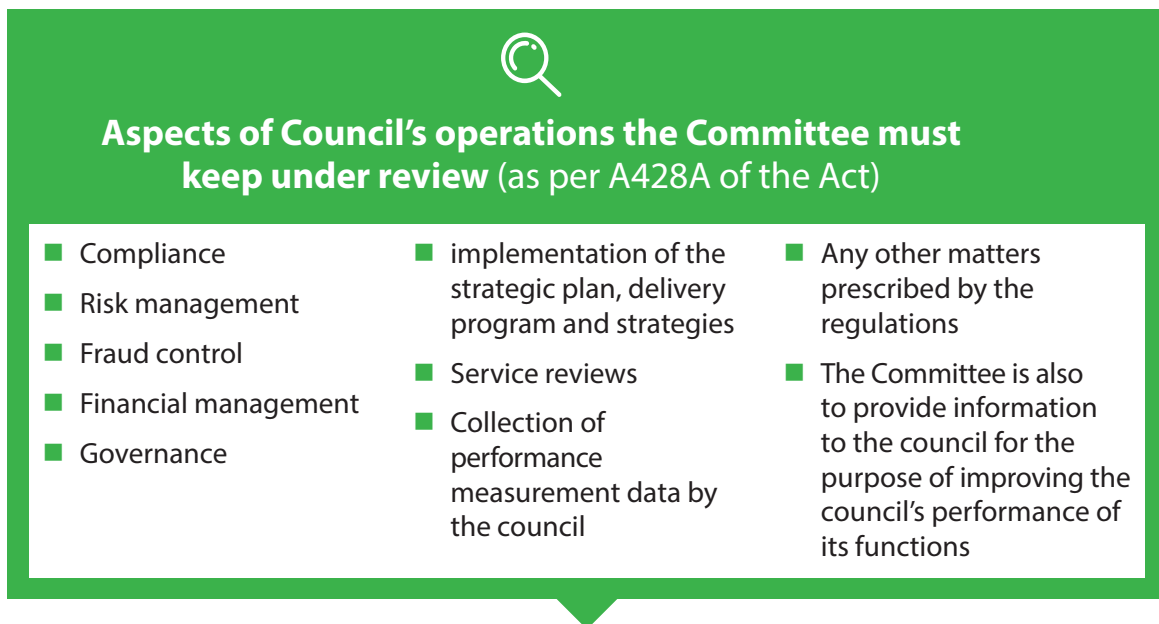 Aspects of Council's operations the Committee must
keep under review (as per A428A of the Act)
Compliance
Risk management
Fraud control
Financial management
Governance
implementation of the
strategic plan, delivery
program and strategies
Service reviews
Collection of
performance
measurement data by
the council
Any other matters
prescribed by the
regulations
The Committee is also
to provide information
to the council for the
purpose of improving the
council's performance of
its functions